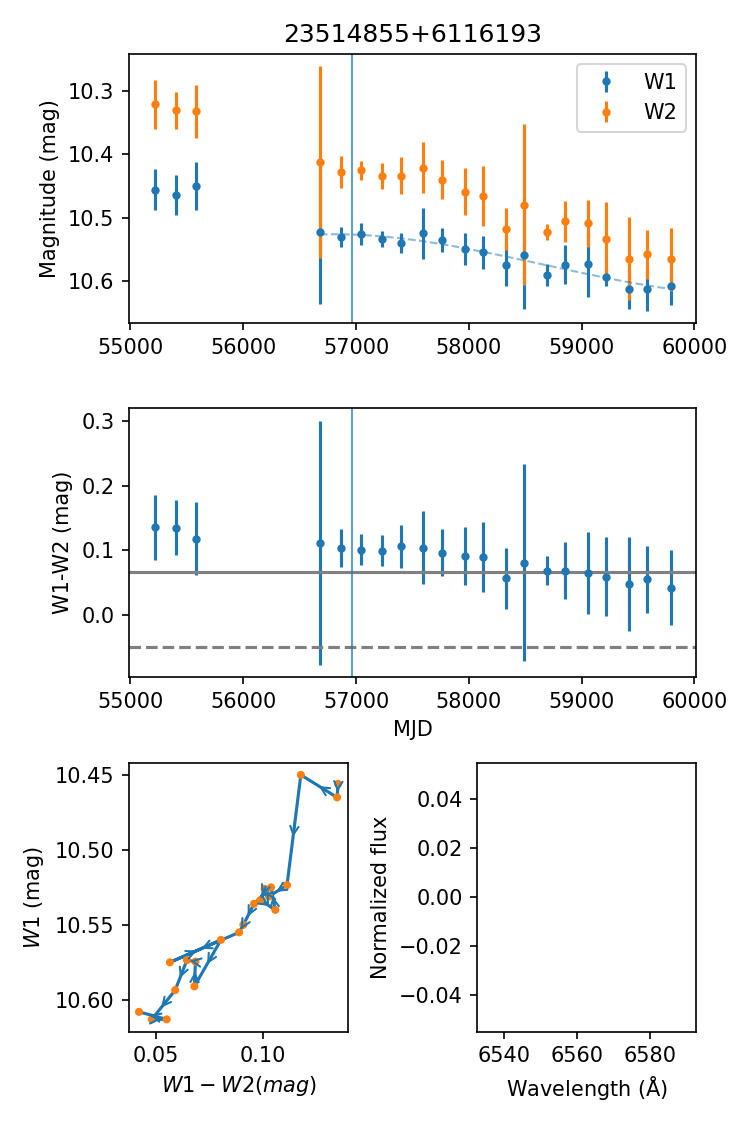 23514855+6116193
Magnitude (mag)
10.3
10.4
10.5
10.6
W1
W2
55000 56000 57000 58000 59000 60000
W1-W2 (mag)
0.3
0.2
0.1
0.0
55000 56000 57000 58000 59000 60000
MJD
W1 (mag)
10.45
10.50
10.55
10.60
0.05 0.10
W1 − W2(mag)
Normalized flux
0.04
0.02
0.00
−0.02
−0.04
6540 6560 6580
Wavelength (Å)